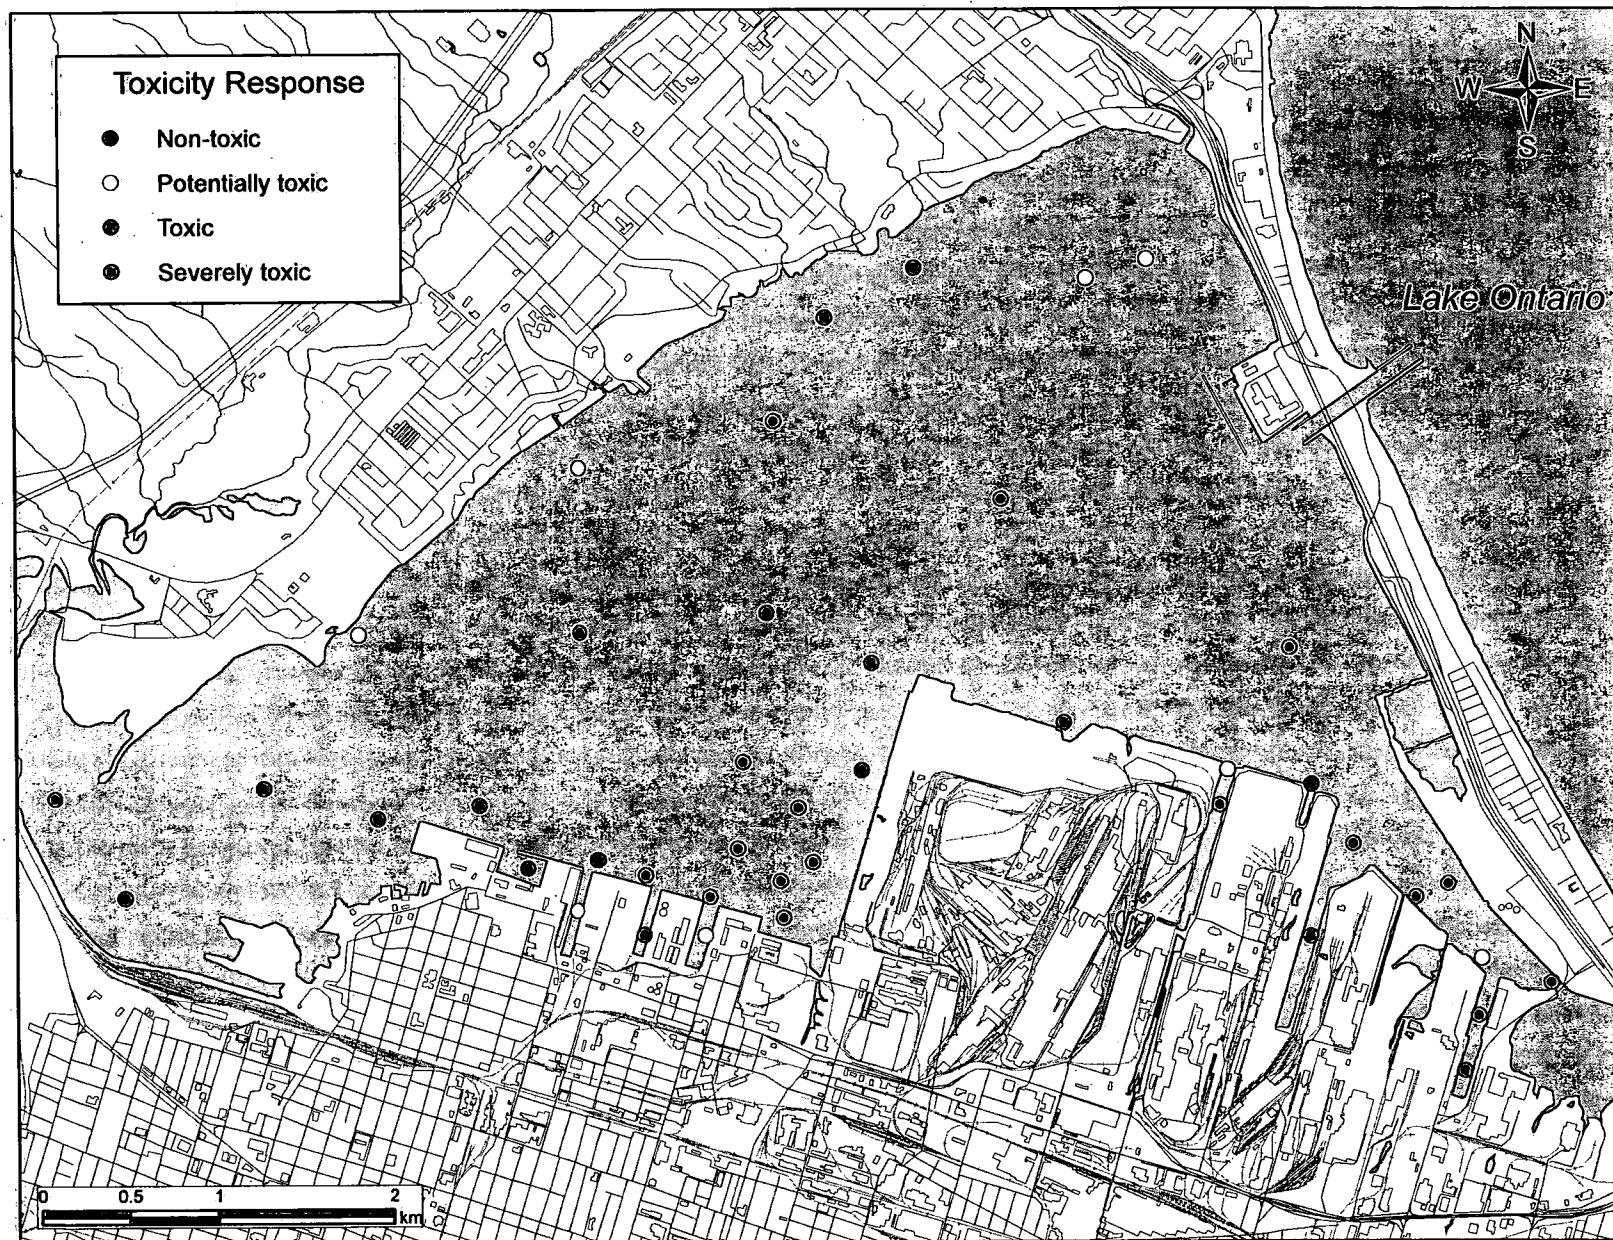 Toxicity Response
Non-toxic
Potentially toxic
Toxic
Severely toxic
N
W E
S
Lake Ontario
0 0.5 1 2
km